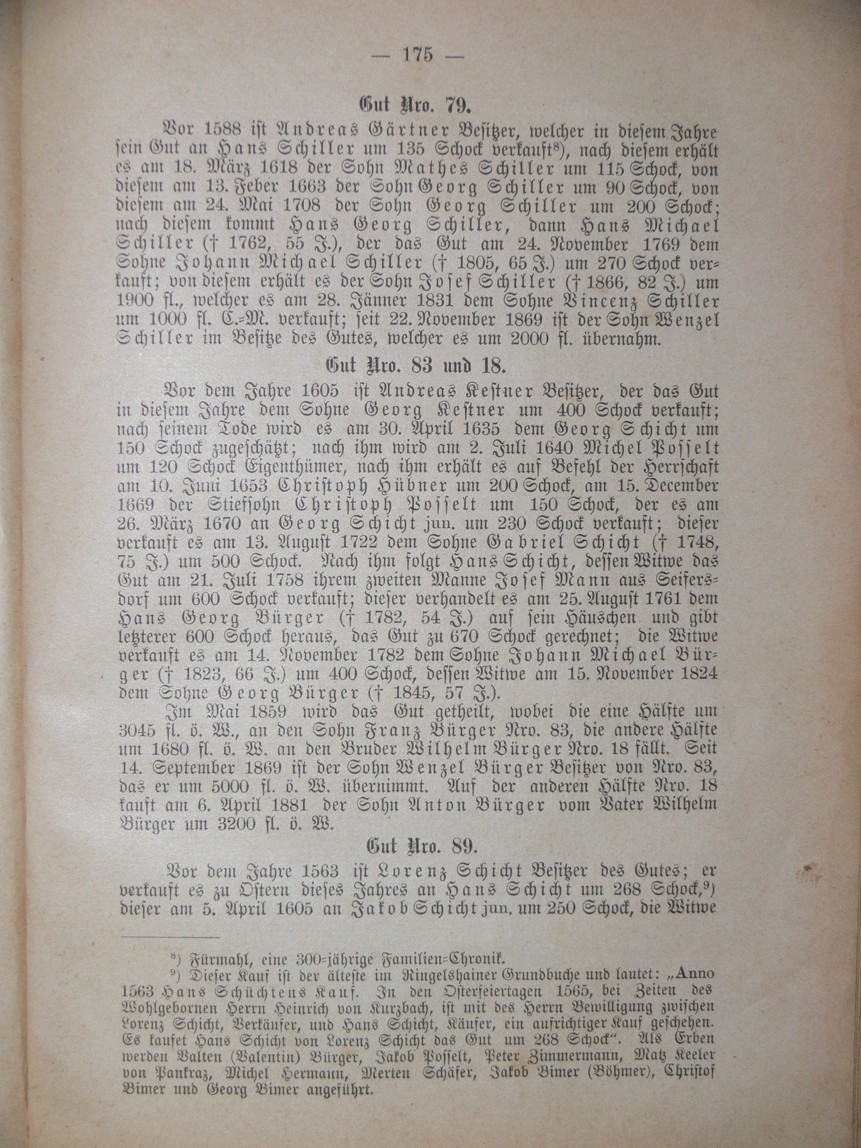 — 175 —
Gut Nro. 79.
Vor 1588 ist Andreas Gärtner Besitzer, welcher in diesem Jahre
sein Gut an Hans Schiller um 135 Schock verkauft⁸), nach diesem erhält
es am 18. März 1618 der Sohn Mathes Schiller um 115 Schock, von
diesem am 13. Feber 1663 der Sohn Georg Schiller um 90 Schock, von
diesem am 24. Mai 1708 der Sohn Georg Schiller um 200 Schock;
nach diesem kommt Hans Georg Schiller, dann Hans Michael
Schiller († 1762, 55 J.), der das Gut am 24. November 1769 dem
Sohne Johann Michael Schiller († 1805, 65 J.) um 270 Schock ver=
kauft; von diesem erhält es der Sohn Josef Schiller († 1866, 82 J.) um
1900 fl., welcher es am 28. Jänner 1831 dem Sohne Vincenz Schiller
um 1000 fl. C.=M. verkauft; seit 22. November 1869 ist der Sohn Wenzel
Schiller im Besitze des Gutes, welcher es um 2000 fl. übernahm.
Gut Nro. 83 und 18.
Vor dem Jahre 1605 ist Andreas Kestner Besitzer, der das Gut
in diesem Jahre dem Sohne Georg Kestner um 400 Schock verkauft;
nach seinem Tode wird es am 30. April 1635 dem Georg Schicht um
150 Schock zugeschätzt; nach ihm wird am 2. Juli 1640 Michel Posselt
um 120 Schock Eigenthümer, nach ihm erhält es auf Befehl der Herrschaft
am 10. Juni 1653 Christoph Hübner um 200 Schock, am 15. December
1669 der Stiefsohn Christoph Posselt um 150 Schock, der es am
26. März 1670 an Georg Schicht jun. um 230 Schock verkauft; dieser
verkauft es am 13. August 1722 dem Sohne Gabriel Schicht († 1748,
75 J.) um 500 Schock. Nach ihm folgt Hans Schicht, dessen Witwe das
Gut am 21. Juli 1758 ihrem zweiten Manne Josef Mann aus Seifers=
dorf um 600 Schock verkauft; dieser verhandelt es am 25. August 1761 dem
Hans Georg Bürger († 1782, 54 J.) auf sein Häuschen und gibt
letzterer 600 Schock heraus, das Gut zu 670 Schock gerechnet; die Witwe
verkauft es am 14. November 1782 dem Sohne Johann Michael Bür=
ger († 1823, 66 J.) um 400 Schock, dessen Witwe am 15. November 1824
dem Sohne Georg Bürger († 1845, 57 J.).
Im Mai 1859 wird das Gut getheilt, wobei die eine Hälfte um
3045 fl. ö. W., an den Sohn Franz Bürger Nro. 83, die andere Hälfte
um 1680 fl. ö. W. an den Bruder Wilhelm Bürger Nro. 18 fällt. Seit
14. September 1869 ist der Sohn Wenzel Bürger Besitzer von Nro. 83,
das er um 5000 fl. ö. W. übernimmt. Auf der anderen Hälfte Nro. 18
kauft am 6. April 1881 der Sohn Anton Bürger vom Vater Wilhelm
Bürger um 3200 fl. ö. W.
Gut Nro. 89.
Vor dem Jahre 1563 ist Lorenz Schicht Besitzer des Gutes; er
verkauft es zu Ostern dieses Jahres an Hans Schicht um 268 Schock,⁹)
dieser am 5. April 1605 an Jakob Schicht jun. um 250 Schock, die Witwe
⁸) Fürmahl, eine 300=jährige Familien=Chronik.
⁹) Dieser Kauf ist der älteste im Ringelshainer Grundbuche und lautet: „Anno
1563 Hans Schüchtens Kauf. In den Osterfeiertagen 1565, bei Zeiten des
Wohlgebornen Herrn Heinrich von Kurzbach, ist mit des Herrn Bewilligung zwischen
Lorenz Schicht, Verkäufer, und Hans Schicht, Käufer, ein aufrichtiger Kauf geschehen.
Es kaufet Hans Schicht von Lorenz Schicht das Gut um 268 Schock“. Als Erben
werden Valten (Valentin) Bürger, Jakob Posselt, Peter Zimmermann, Matz Keeler
von Pankraz, Michel Hermann, Merten Schäfer, Jakob Bimer (Böhmer), Christof
Bimer und Georg Bimer angeführt.